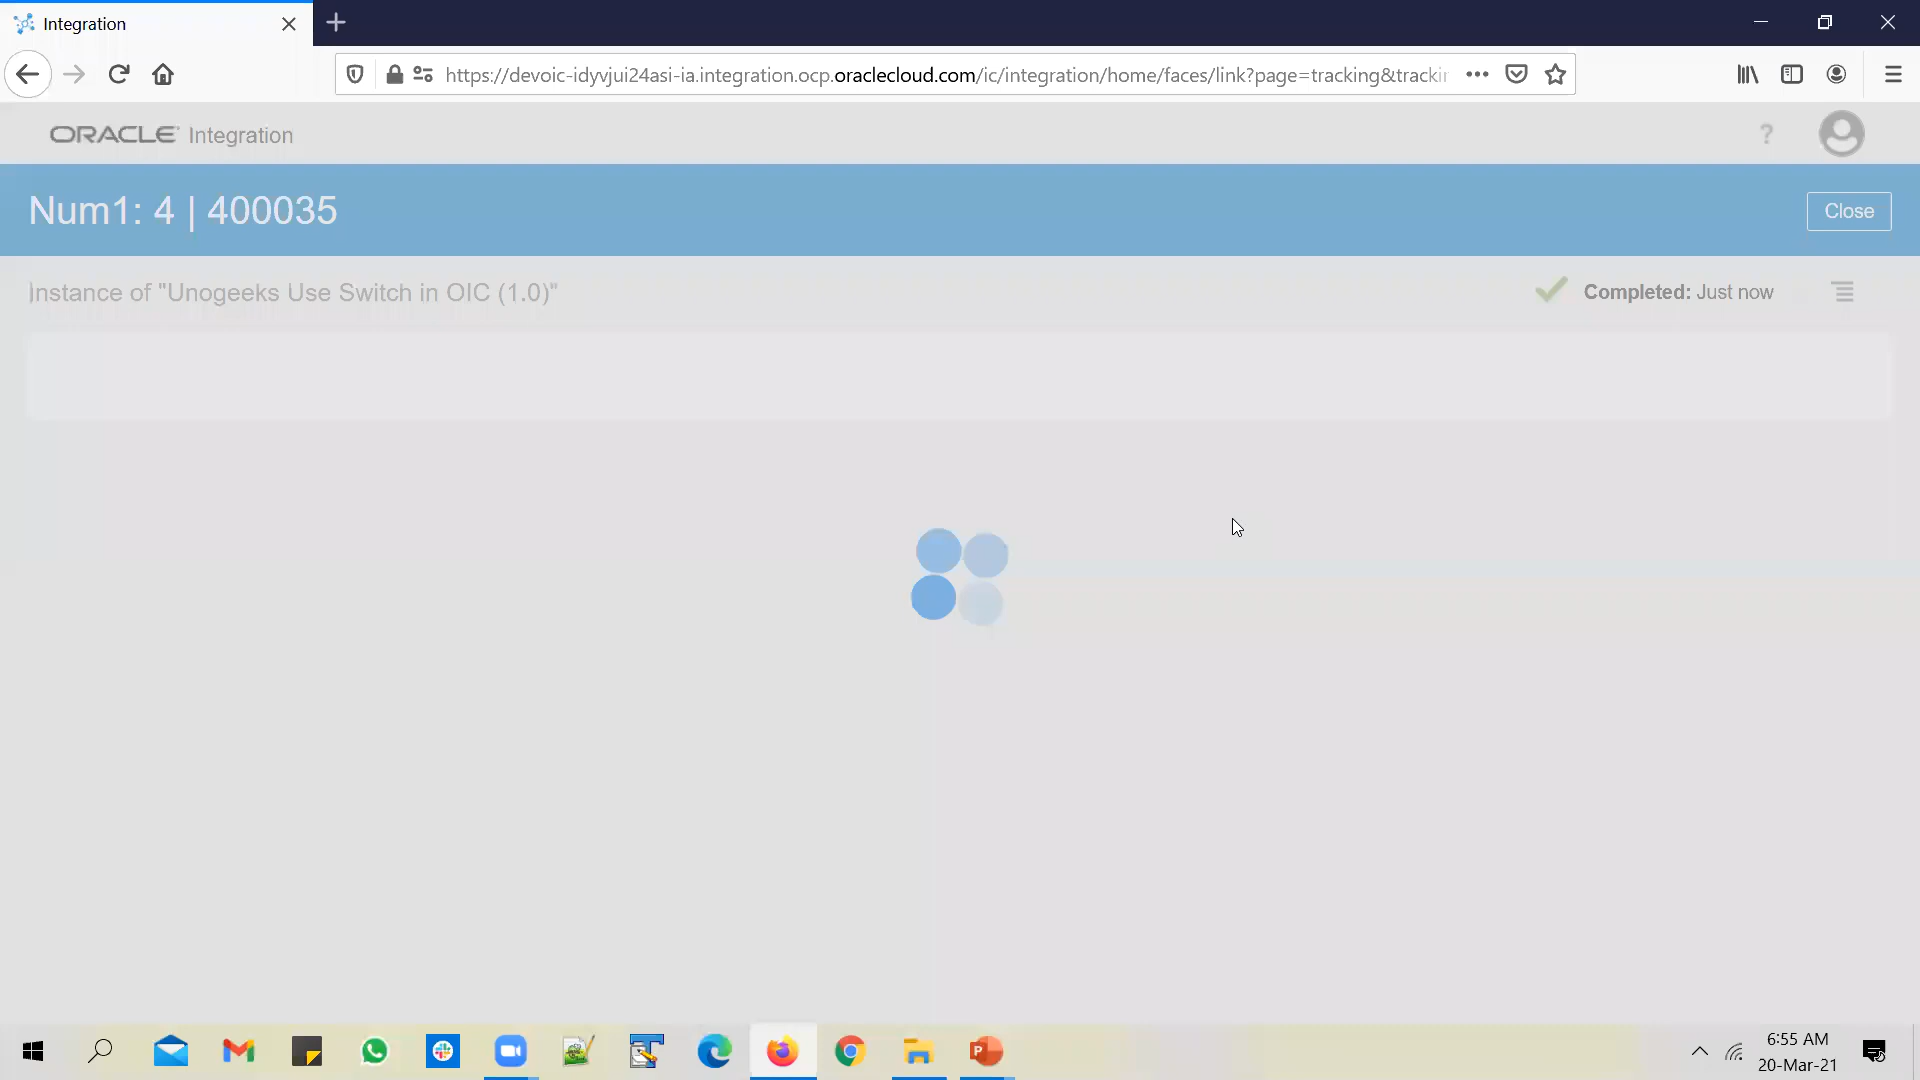 Integration
https://devoic-idyvjui24asi-ia.integration.ocp.oraclecloud.com/ic/integration/home/faces/link?page=tracking&trackin
ORACLE Integration
?
Num1: 4 | 400035
Close
Instance of "Unogeeks Use Switch in OIC (1.0)"
Completed: Just now
6:55 AM
20-Mar-21